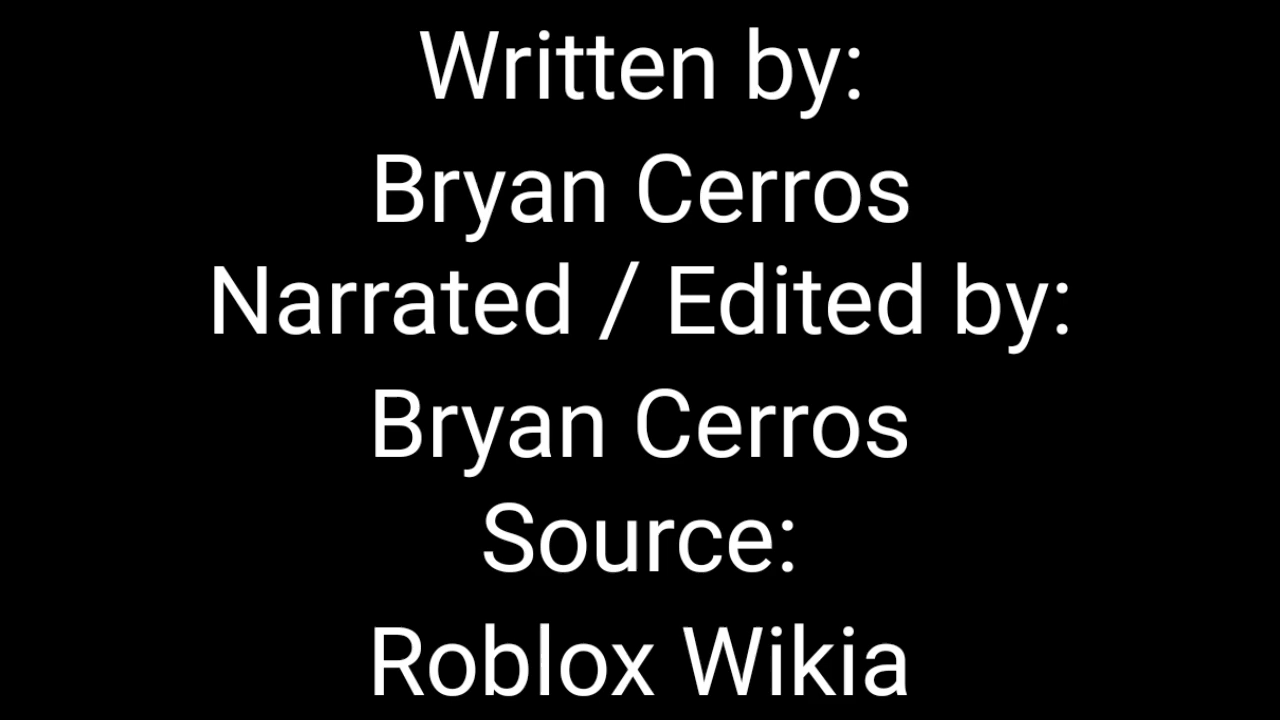 Written by:
Bryan Cerros
Narrated / Edited by:
Bryan Cerros
Source:
Roblox Wikia